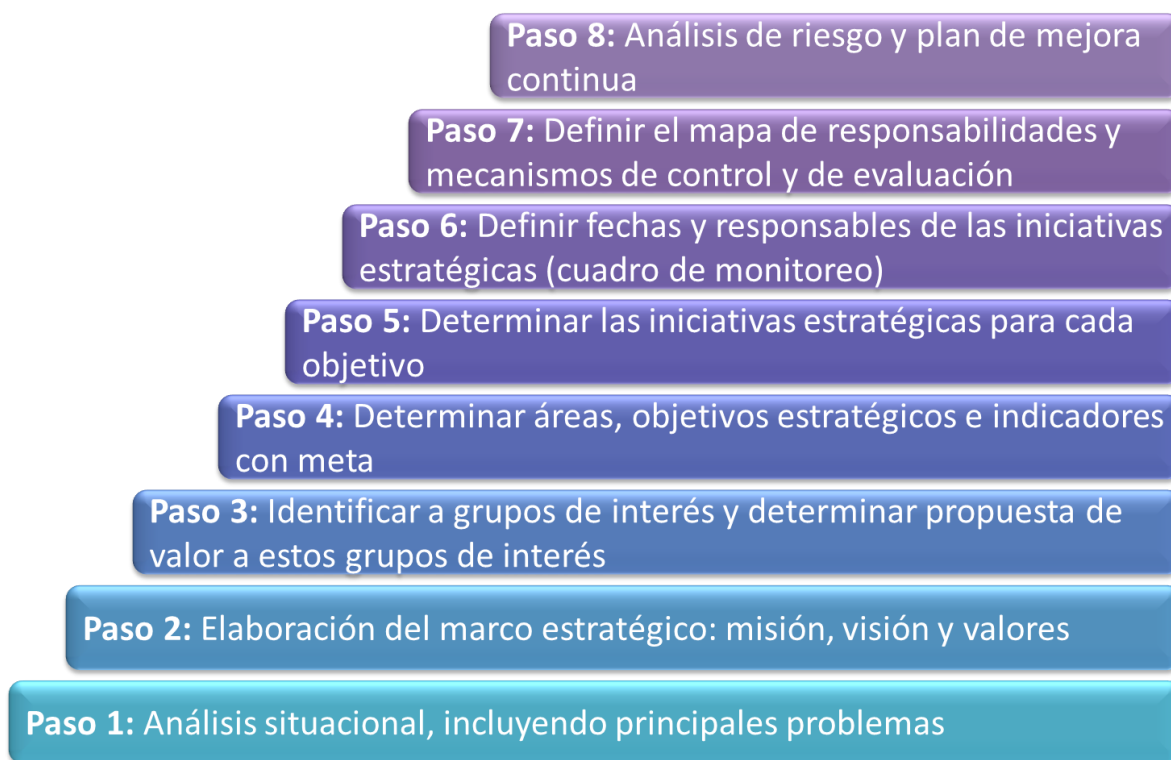 Paso 8: Análisis de riesgo y plan de mejora
continua
Paso 7: Definir el mapa de responsabilidades y
mecanismos de control y de evaluación
Paso 6: Definir fechas y responsables de las iniciativas
estratégicas (cuadro de monitoreo)
Paso 5: Determinar las iniciativas estratégicas para cada
objetivo
Paso 4: Determinar áreas, objetivos estratégicos e indicadores
con meta
Paso 3: Identificar a grupos de interés y determinar propuesta de
valor a estos grupos de interés
Paso 2: Elaboración del marco estratégico: misión, visión y valores
Paso 1: Análisis situacional, incluyendo principales problemas